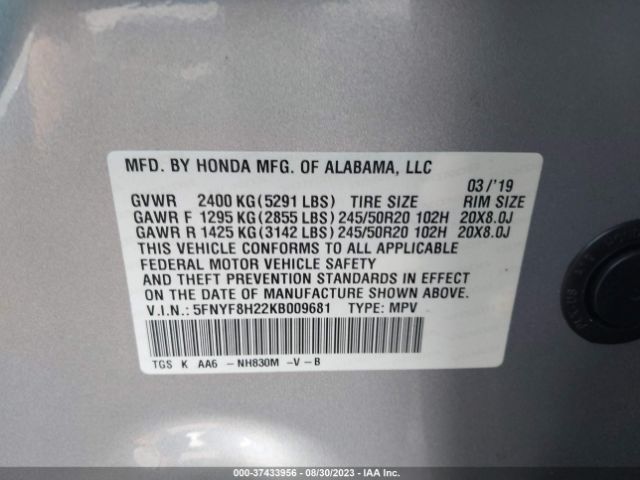 MFD. BY HONDA MFG. OF ALABAMA, LLC
03/'19
GVWR 2400 KG(5291 LBS) TIRE SIZE RIM SIZE
GAWR F 1295 KG(2855 LBS) 245/50R20 102H 20X8.0J
GAWR R 1425 KG(3142 LBS) 245/50R20 102H 20X8.0J
THIS VEHICLE CONFORMS TO ALL APPLICABLE
FEDERAL MOTOR VEHICLE SAFETY
AND THEFT PREVENTION STANDARDS IN EFFECT
ON THE DATE OF MANUFACTURE SHOWN ABOVE.
V.I.N.: 5FNYF8H22KB009681 TYPE: MPV
TGS K AA6 -NH830M -V-B
IAA - 37433956 - 08/30/2023 - IAA Inc.